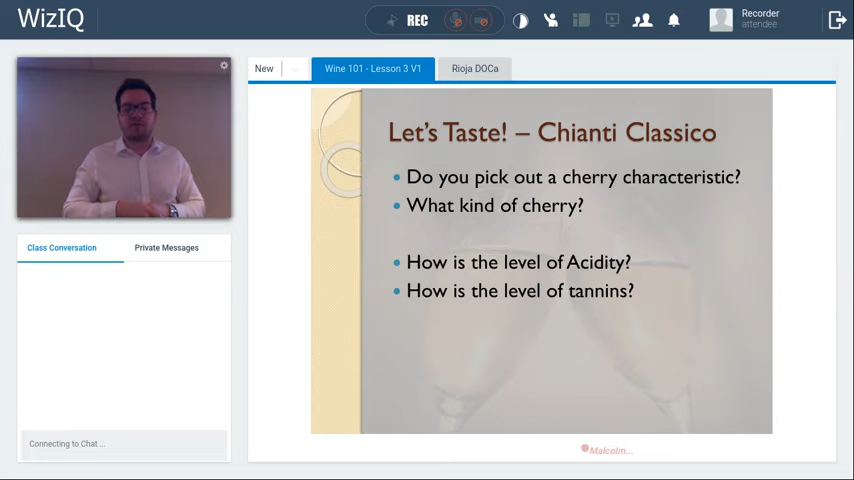 WizIQ
REC
Recorder
attendee
New
Wine 101 - Lesson 3 V1
Rioja DOCa
Let's Taste! – Chianti Classico
• Do you pick out a cherry characteristic?
• What kind of cherry?
• How is the level of Acidity?
• How is the level of tannins?
Class Conversation
Private Messages
Connecting to Chat ...
Malcolm...